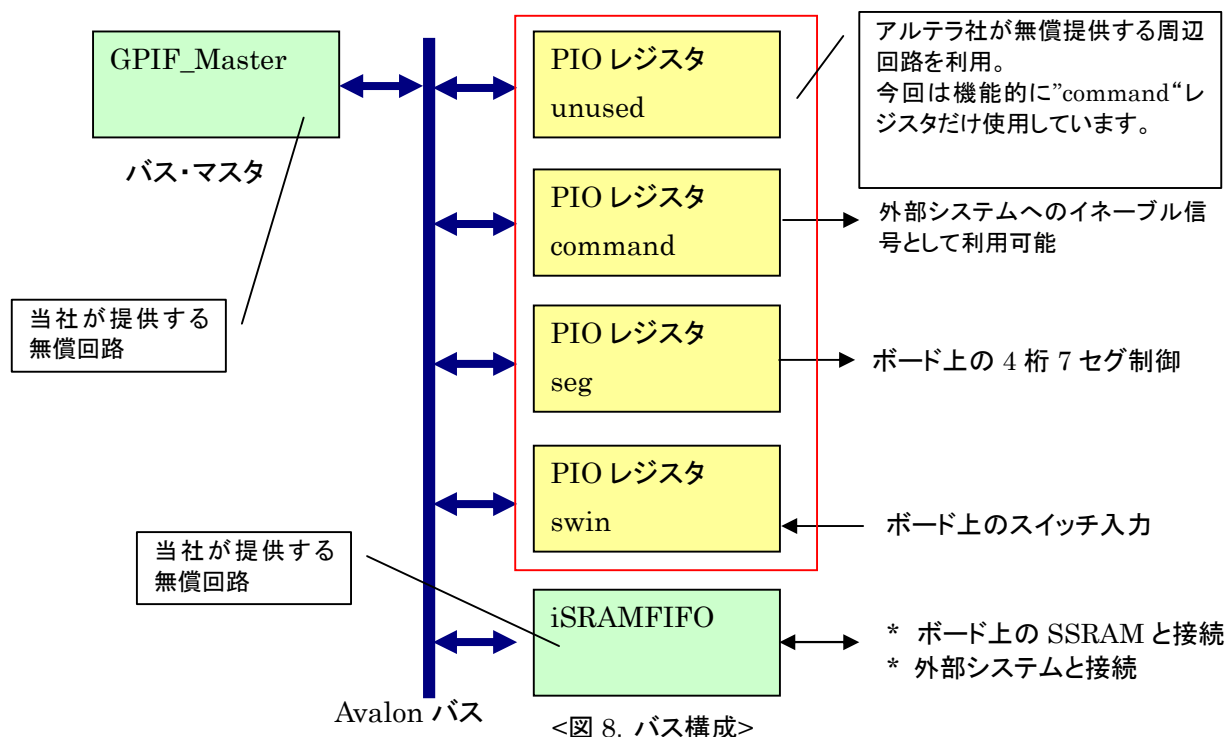 GPIF_Master
バス・マスタ
当社が提供する
無償回路
PIO レジスタ
unused
アルテラ社が無償提供する周辺
回路を利用。
今回は機能的に”command“レ
ジスタだけ使用しています。
PIO レジスタ
command
外部システムへのイネーブル信
号として利用可能
PIO レジスタ
seg
ボード上の 4 桁 7 セグ制御
PIO レジスタ
swin
ボード上のスイッチ入力
当社が提供する
無償回路
iSRAMFIFO
* ボード上の SSRAM と接続
* 外部システムと接続
Avalon バス
<図 8. バス構成>